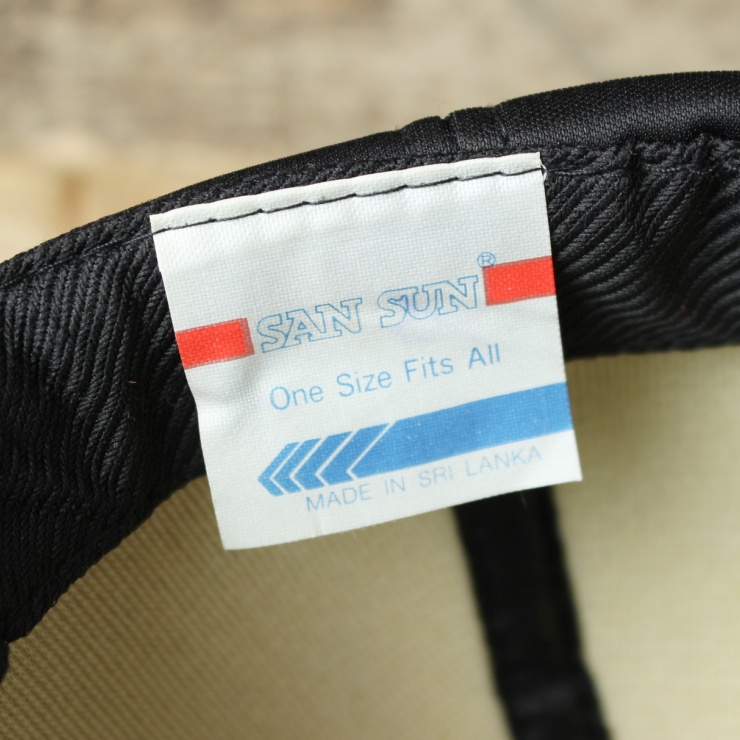 SAN SUN®
One Size Fits All
MADE IN SRI LANKA